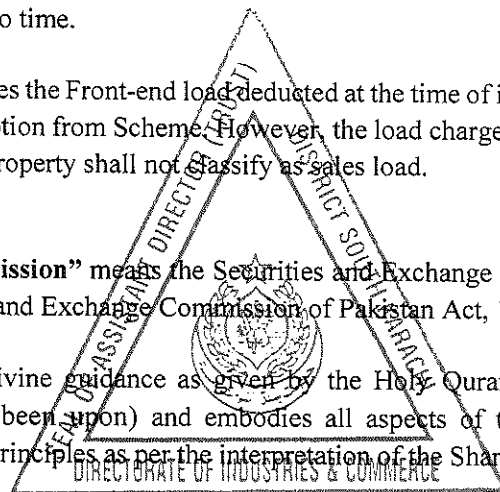 o time.
es the Front-end load deducted at the time of i
tion from Scheme. However, the load charge
roperty shall not classify as sales load.
ission” means the Securities and Exchange
and Exchange Commission of Pakistan Act,
ivine guidance as given by the Holy Qura
been upon) and embodies all aspects of t
rinciples as per the interpretation of the Shar
SEAL OF ASSISTANT DIRECTOR (TRUST)
DISTRICT SOUTH KARACHI
DIRECTORATE OF INDUSTRIES & COMMERCE